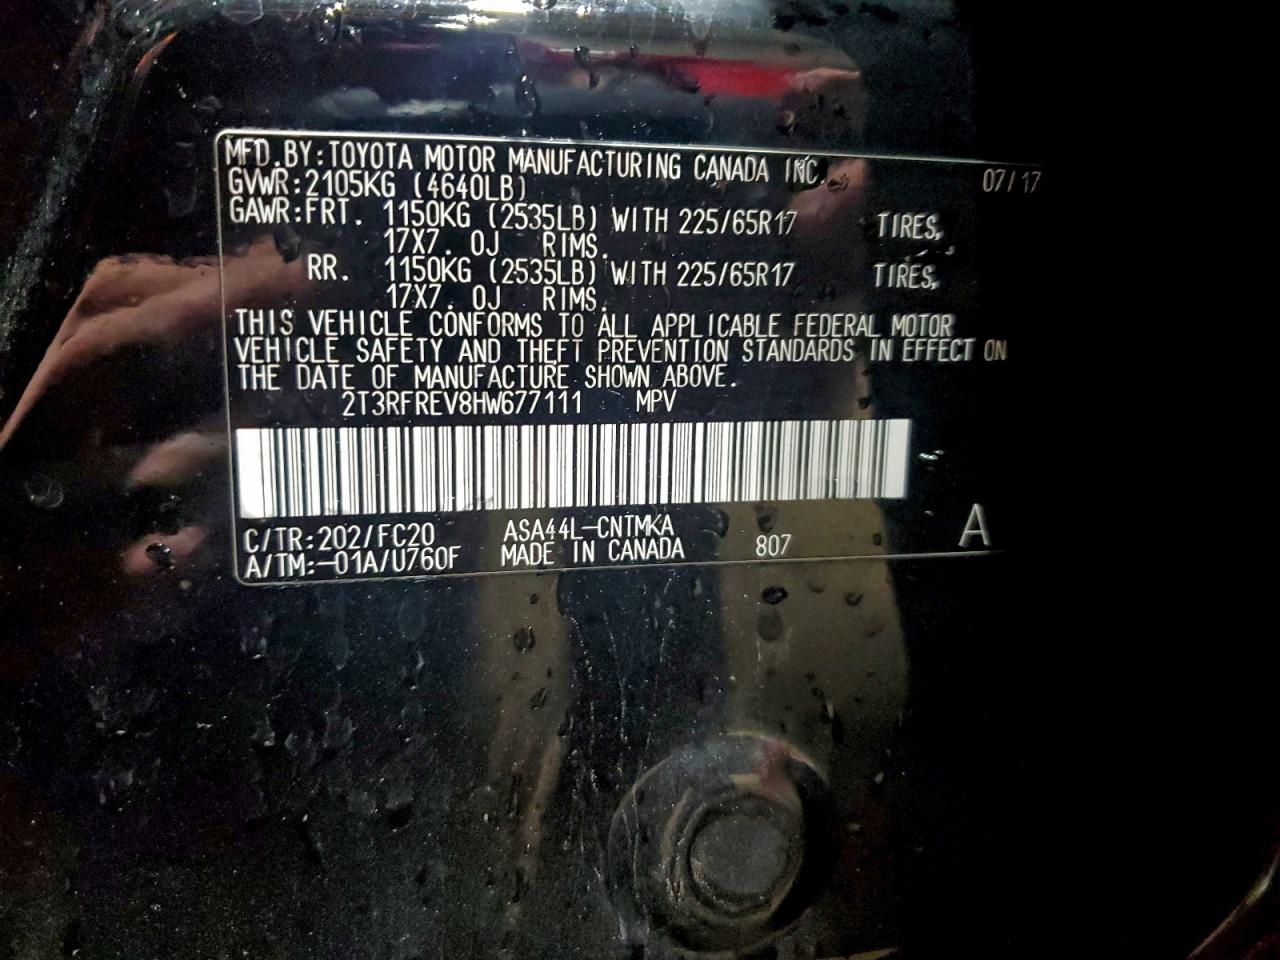 MFD.BY:TOYOTA MOTOR MANUFACTURING CANADA INC. 07/17
GVWR:2105KG (4640LB)
GAWR:FRT. 1150KG (2535LB) WITH 225/65R17 TIRES,
17X7.0J RIMS.
RR. 1150KG (2535LB) WITH 225/65R17 TIRES,
17X7.0J RIMS.
THIS VEHICLE CONFORMS TO ALL APPLICABLE FEDERAL MOTOR
VEHICLE SAFETY AND THEFT PREVENTION STANDARDS IN EFFECT ON
THE DATE OF MANUFACTURE SHOWN ABOVE.
2T3RFREV8HW677111 MPV
C/TR:202/FC20 ASA44L-CNTMKA A
A/TM:-01A/U760F MADE IN CANADA 807